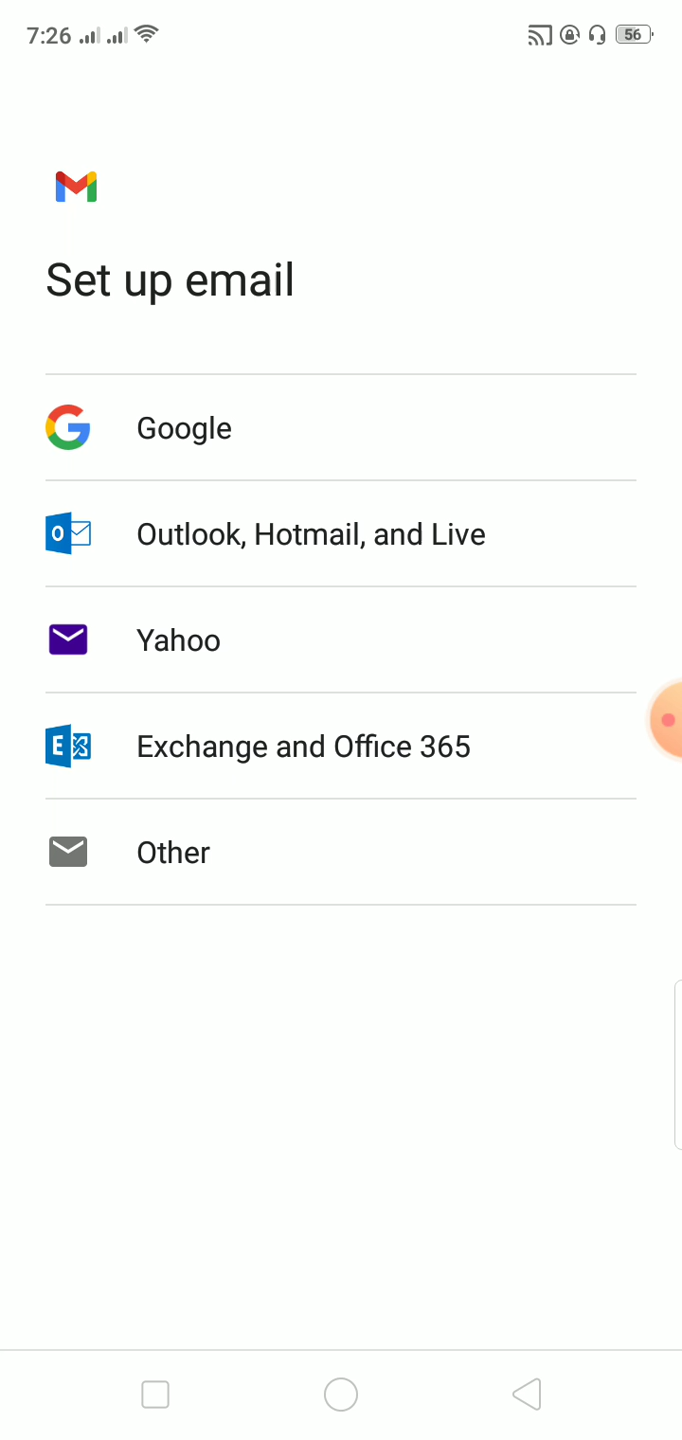 7:26
56
Set up email
Google
Outlook, Hotmail, and Live
Yahoo
Exchange and Office 365
Other